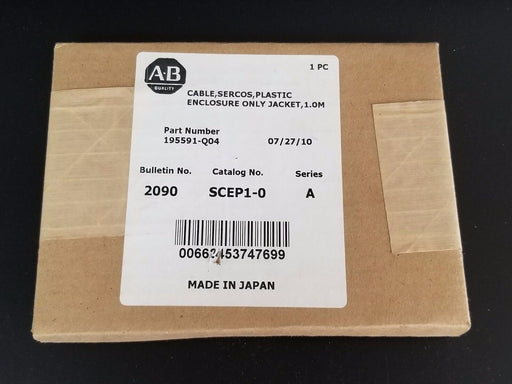 A-B
QUALITY
1 PC
CABLE,SERCOS,PLASTIC
ENCLOSURE ONLY JACKET,1.0M
Part Number
195591-Q04 07/27/10
Bulletin No. Catalog No. Series
2090 SCEP1-0 A
MADE IN JAPAN